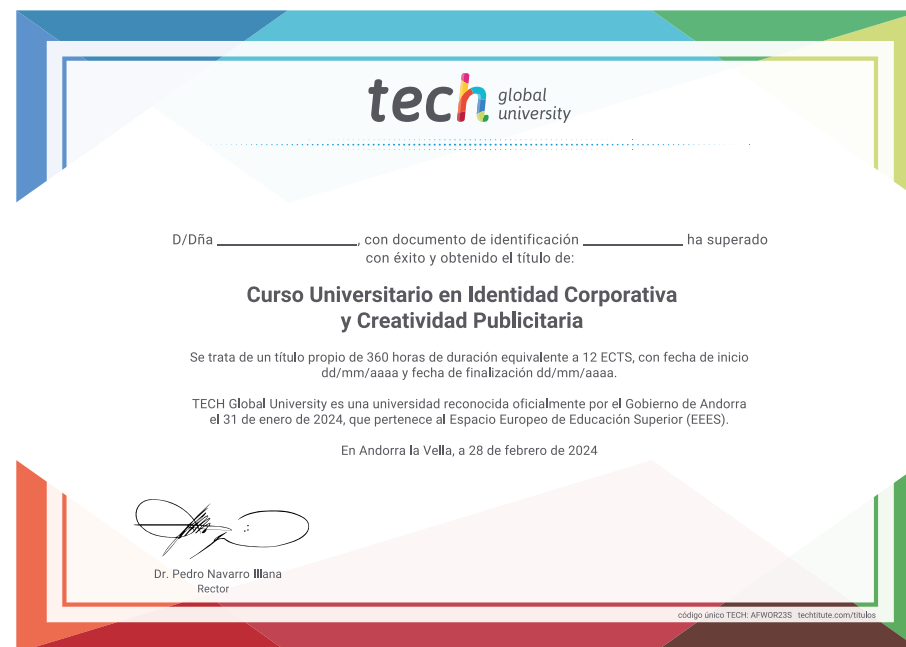 tech global university
D/Dña ____________________, con documento de identificación ______________ ha superado
con éxito y obtenido el título de:
Curso Universitario en Identidad Corporativa
y Creatividad Publicitaria
Se trata de un título propio de 360 horas de duración equivalente a 12 ECTS, con fecha de inicio
dd/mm/aaaa y fecha de finalización dd/mm/aaaa.
TECH Global University es una universidad reconocida oficialmente por el Gobierno de Andorra
el 31 de enero de 2024, que pertenece al Espacio Europeo de Educación Superior (EEES).
En Andorra la Vella, a 28 de febrero de 2024
Dr. Pedro Navarro Illana
Rector
código único TECH: AFWOR23S techtitute.com/titulos